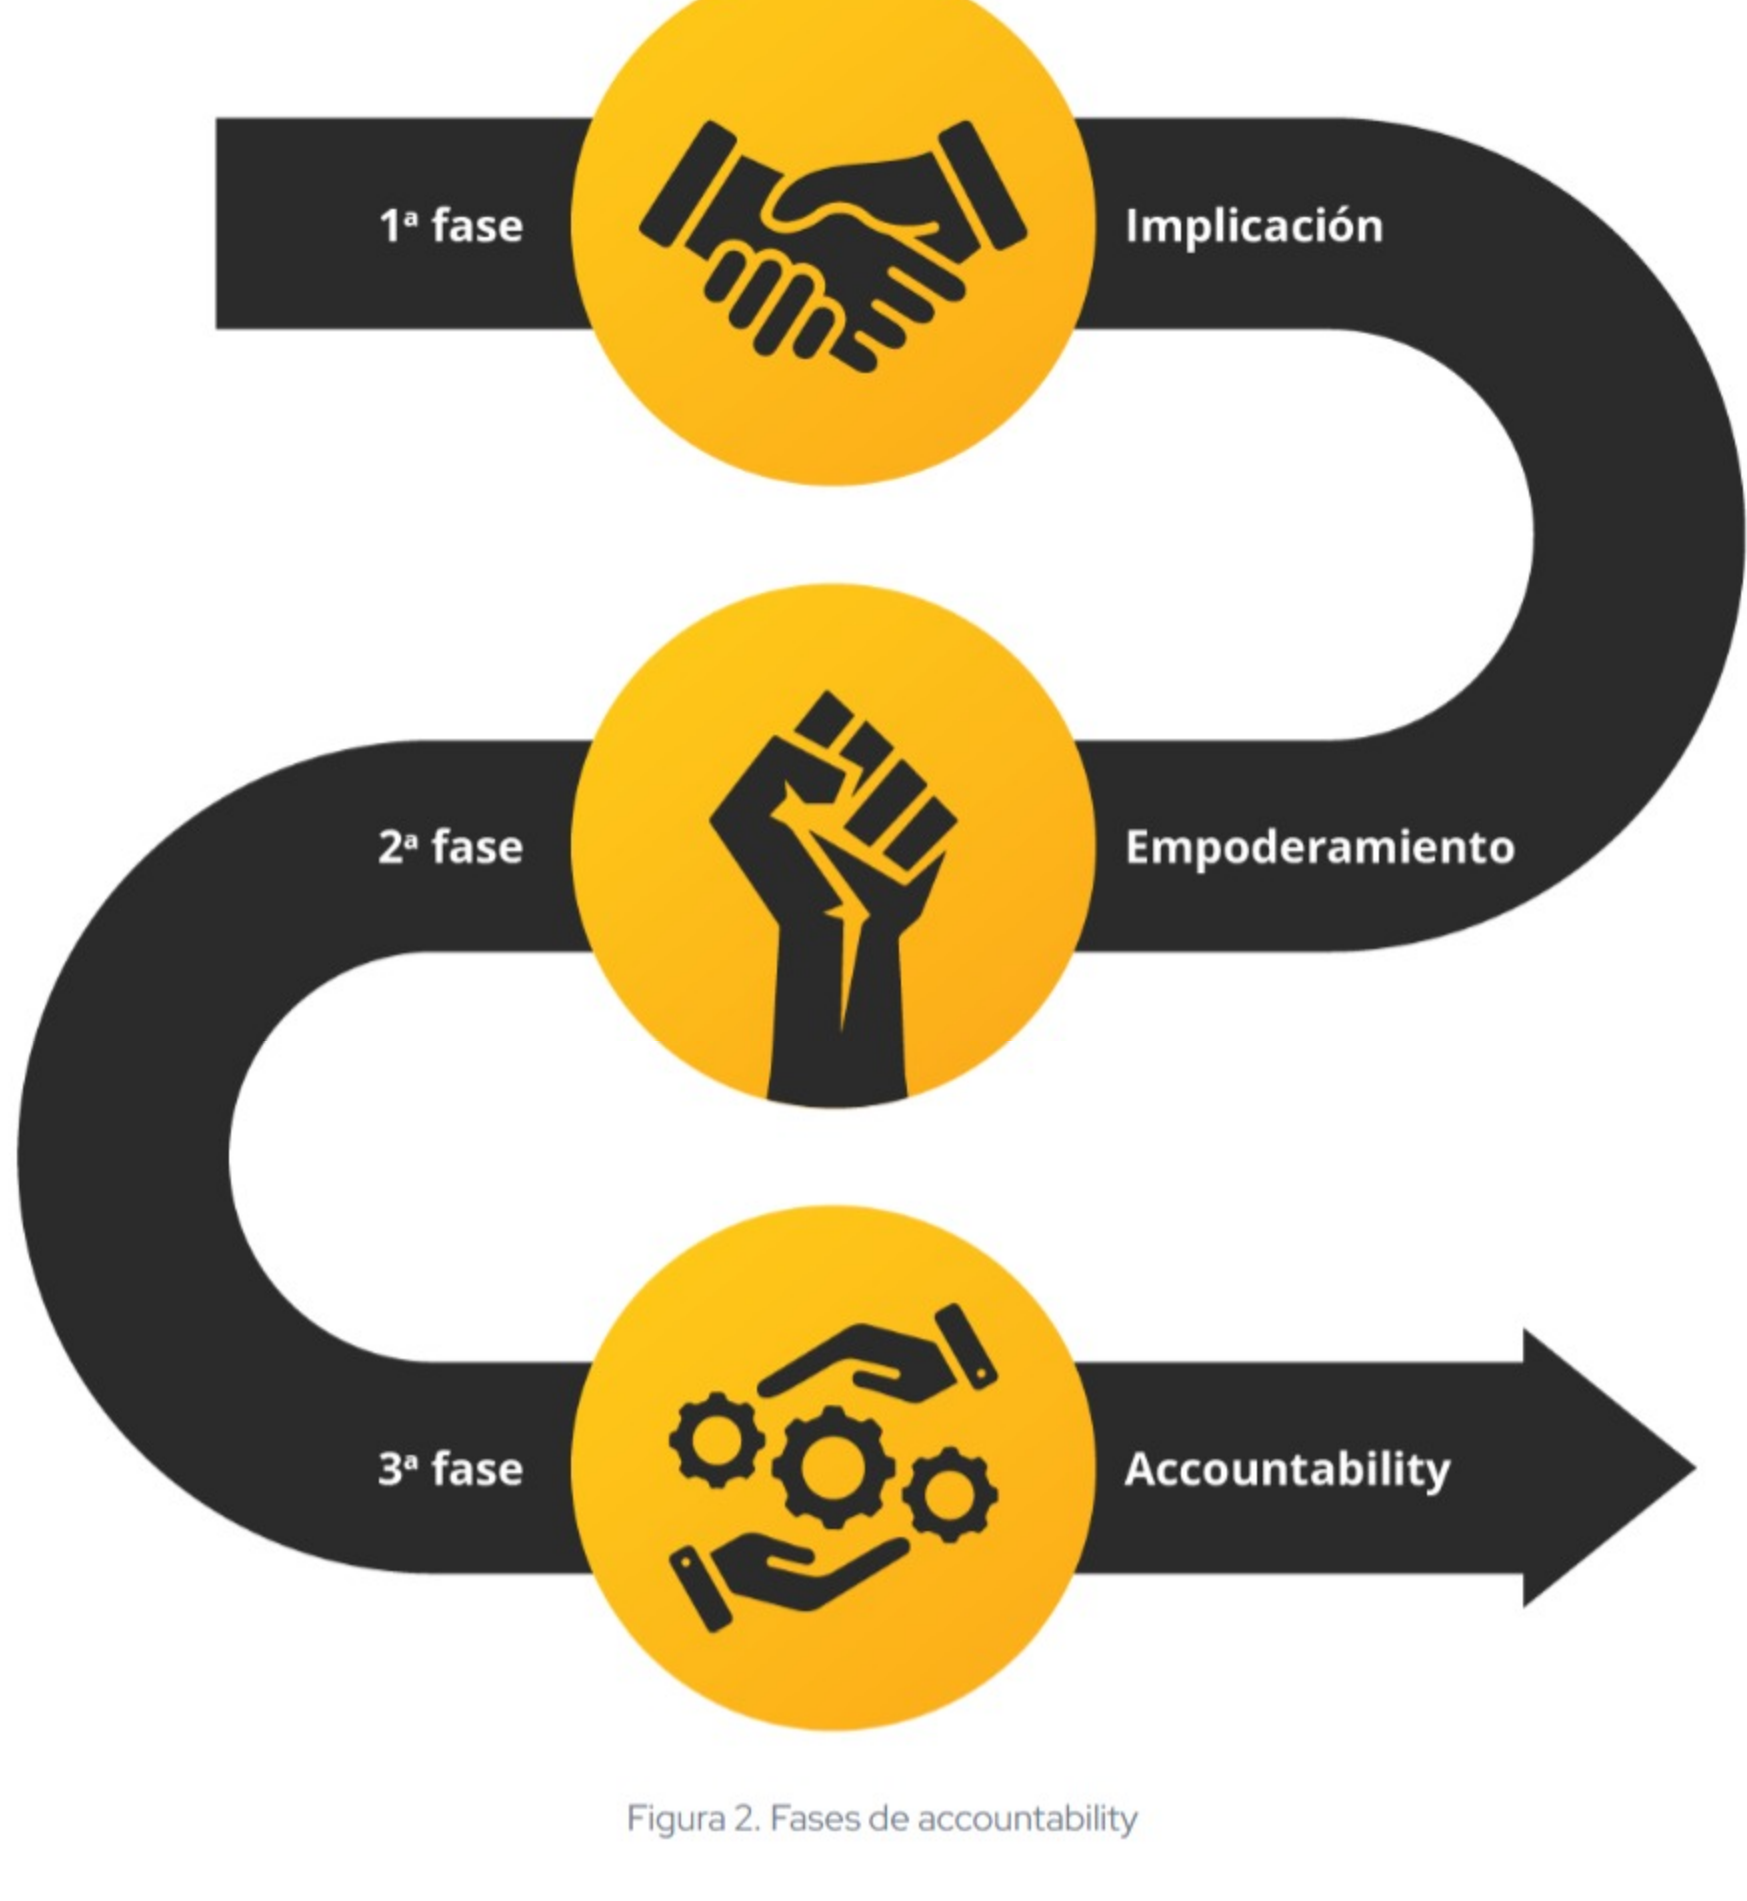 1ª fase Implicación
2ª fase Empoderamiento
3ª fase Accountability
Figura 2. Fases de accountability